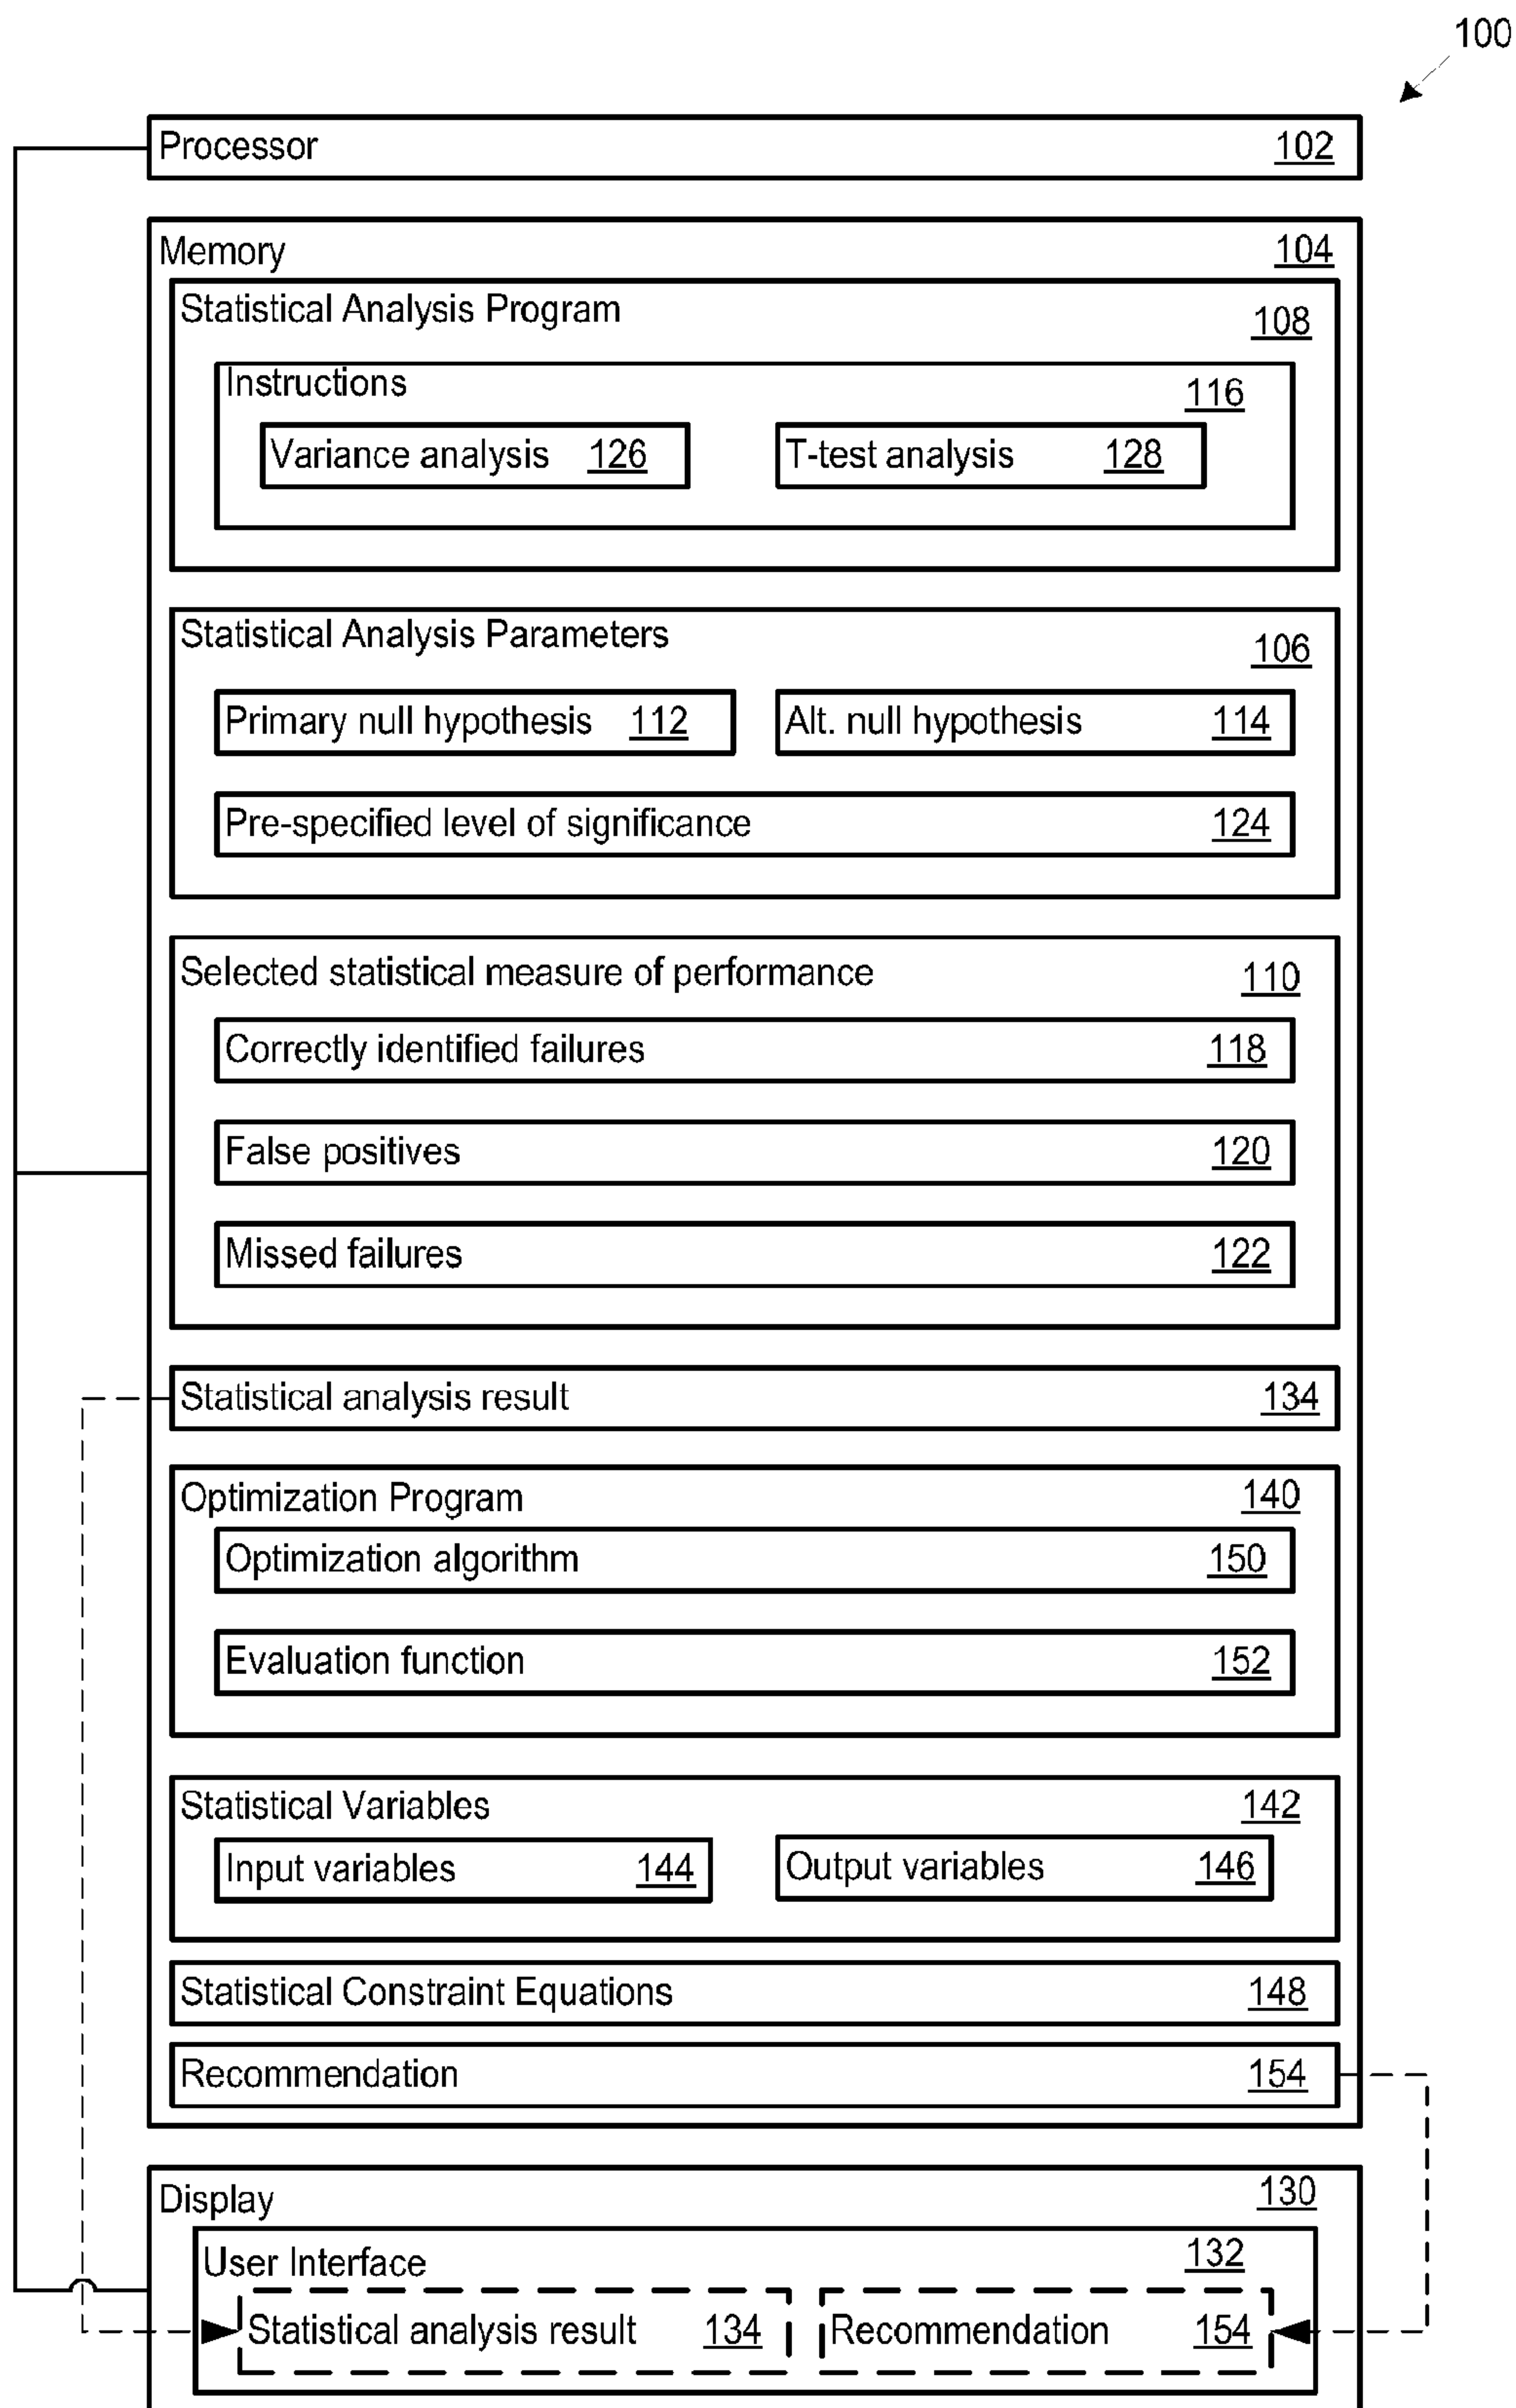 100
Processor 102
Memory 104
Statistical Analysis Program 108
Instructions 116
Variance analysis 126 T-test analysis 128
Statistical Analysis Parameters 106
Primary null hypothesis 112 Alt. null hypothesis 114
Pre-specified level of significance 124
Selected statistical measure of performance 110
Correctly identified failures 118
False positives 120
Missed failures 122
Statistical analysis result 134
Optimization Program 140
Optimization algorithm 150
Evaluation function 152
Statistical Variables 142
Input variables 144 Output variables 146
Statistical Constraint Equations 148
Recommendation 154
Display 130
User Interface 132
Statistical analysis result 134 Recommendation 154